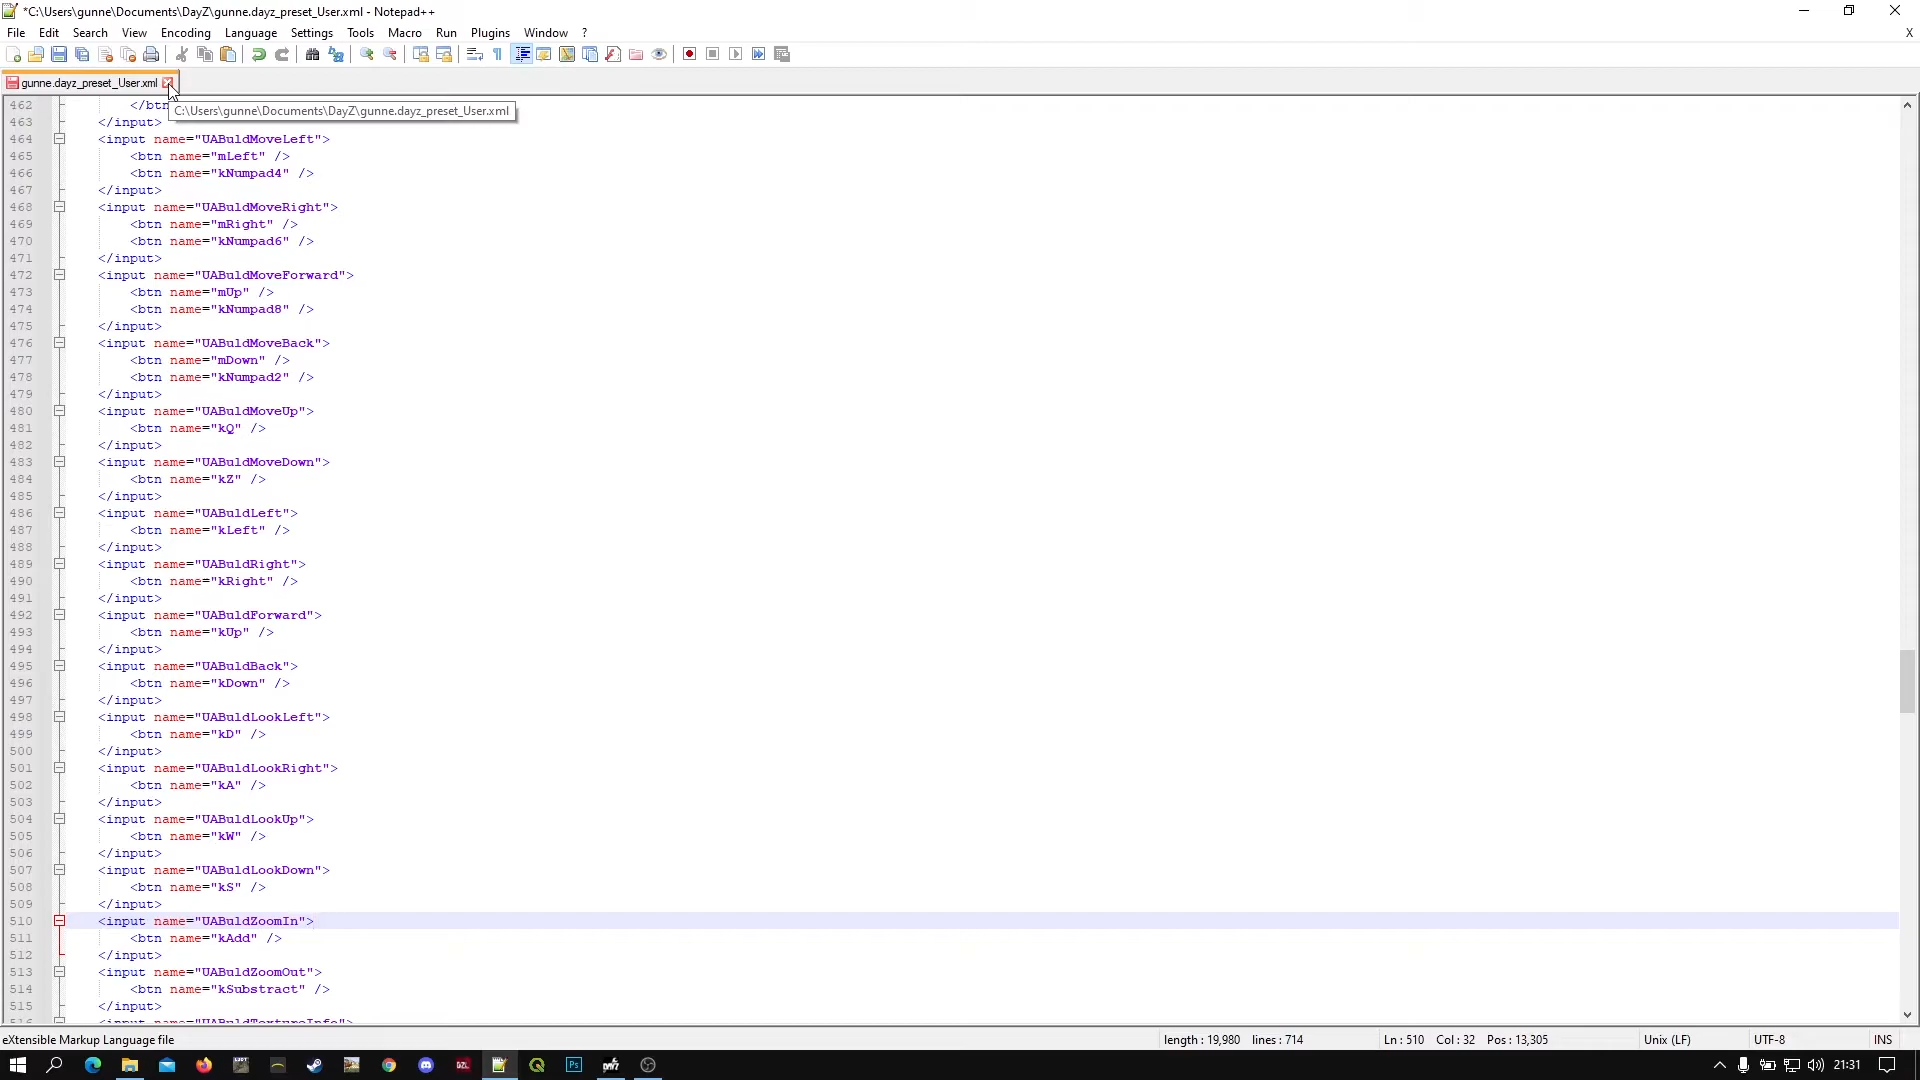 *C:\Users\gunne\Documents\DayZ\gunne.dayz_preset_User.xml - Notepad++
File Edit Search View Encoding Language Settings Tools Macro Run Plugins Window ? X
gunne.dayz_preset_User.xml
C:\Users\gunne\Documents\DayZ\gunne.dayz_preset_User.xml
462 </btn
463 </input>
464 <input name="UABuldMoveLeft">
465 <btn name="mLeft" />
466 <btn name="kNumpad4" />
467 </input>
468 <input name="UABuldMoveRight">
469 <btn name="mRight" />
470 <btn name="kNumpad6" />
471 </input>
472 <input name="UABuldMoveForward">
473 <btn name="mUp" />
474 <btn name="kNumpad8" />
475 </input>
476 <input name="UABuldMoveBack">
477 <btn name="mDown" />
478 <btn name="kNumpad2" />
479 </input>
480 <input name="UABuldMoveUp">
481 <btn name="kQ" />
482 </input>
483 <input name="UABuldMoveDown">
484 <btn name="kZ" />
485 </input>
486 <input name="UABuldLeft">
487 <btn name="kLeft" />
488 </input>
489 <input name="UABuldRight">
490 <btn name="kRight" />
491 </input>
492 <input name="UABuldForward">
493 <btn name="kUp" />
494 </input>
495 <input name="UABuldBack">
496 <btn name="kDown" />
497 </input>
498 <input name="UABuldLookLeft">
499 <btn name="kD" />
500 </input>
501 <input name="UABuldLookRight">
502 <btn name="kA" />
503 </input>
504 <input name="UABuldLookUp">
505 <btn name="kW" />
506 </input>
507 <input name="UABuldLookDown">
508 <btn name="kS" />
509 </input>
510 <input name="UABuldZoomIn">
511 <btn name="kAdd" />
512 </input>
513 <input name="UABuldZoomOut">
514 <btn name="kSubstract" />
515 </input>
516 <input name="UABuldTextureInfo">
eXtensible Markup Language file length : 19,980 lines : 714 Ln : 510 Col : 32 Pos : 13,305 Unix (LF) UTF-8 INS
DZL Ps 21:31